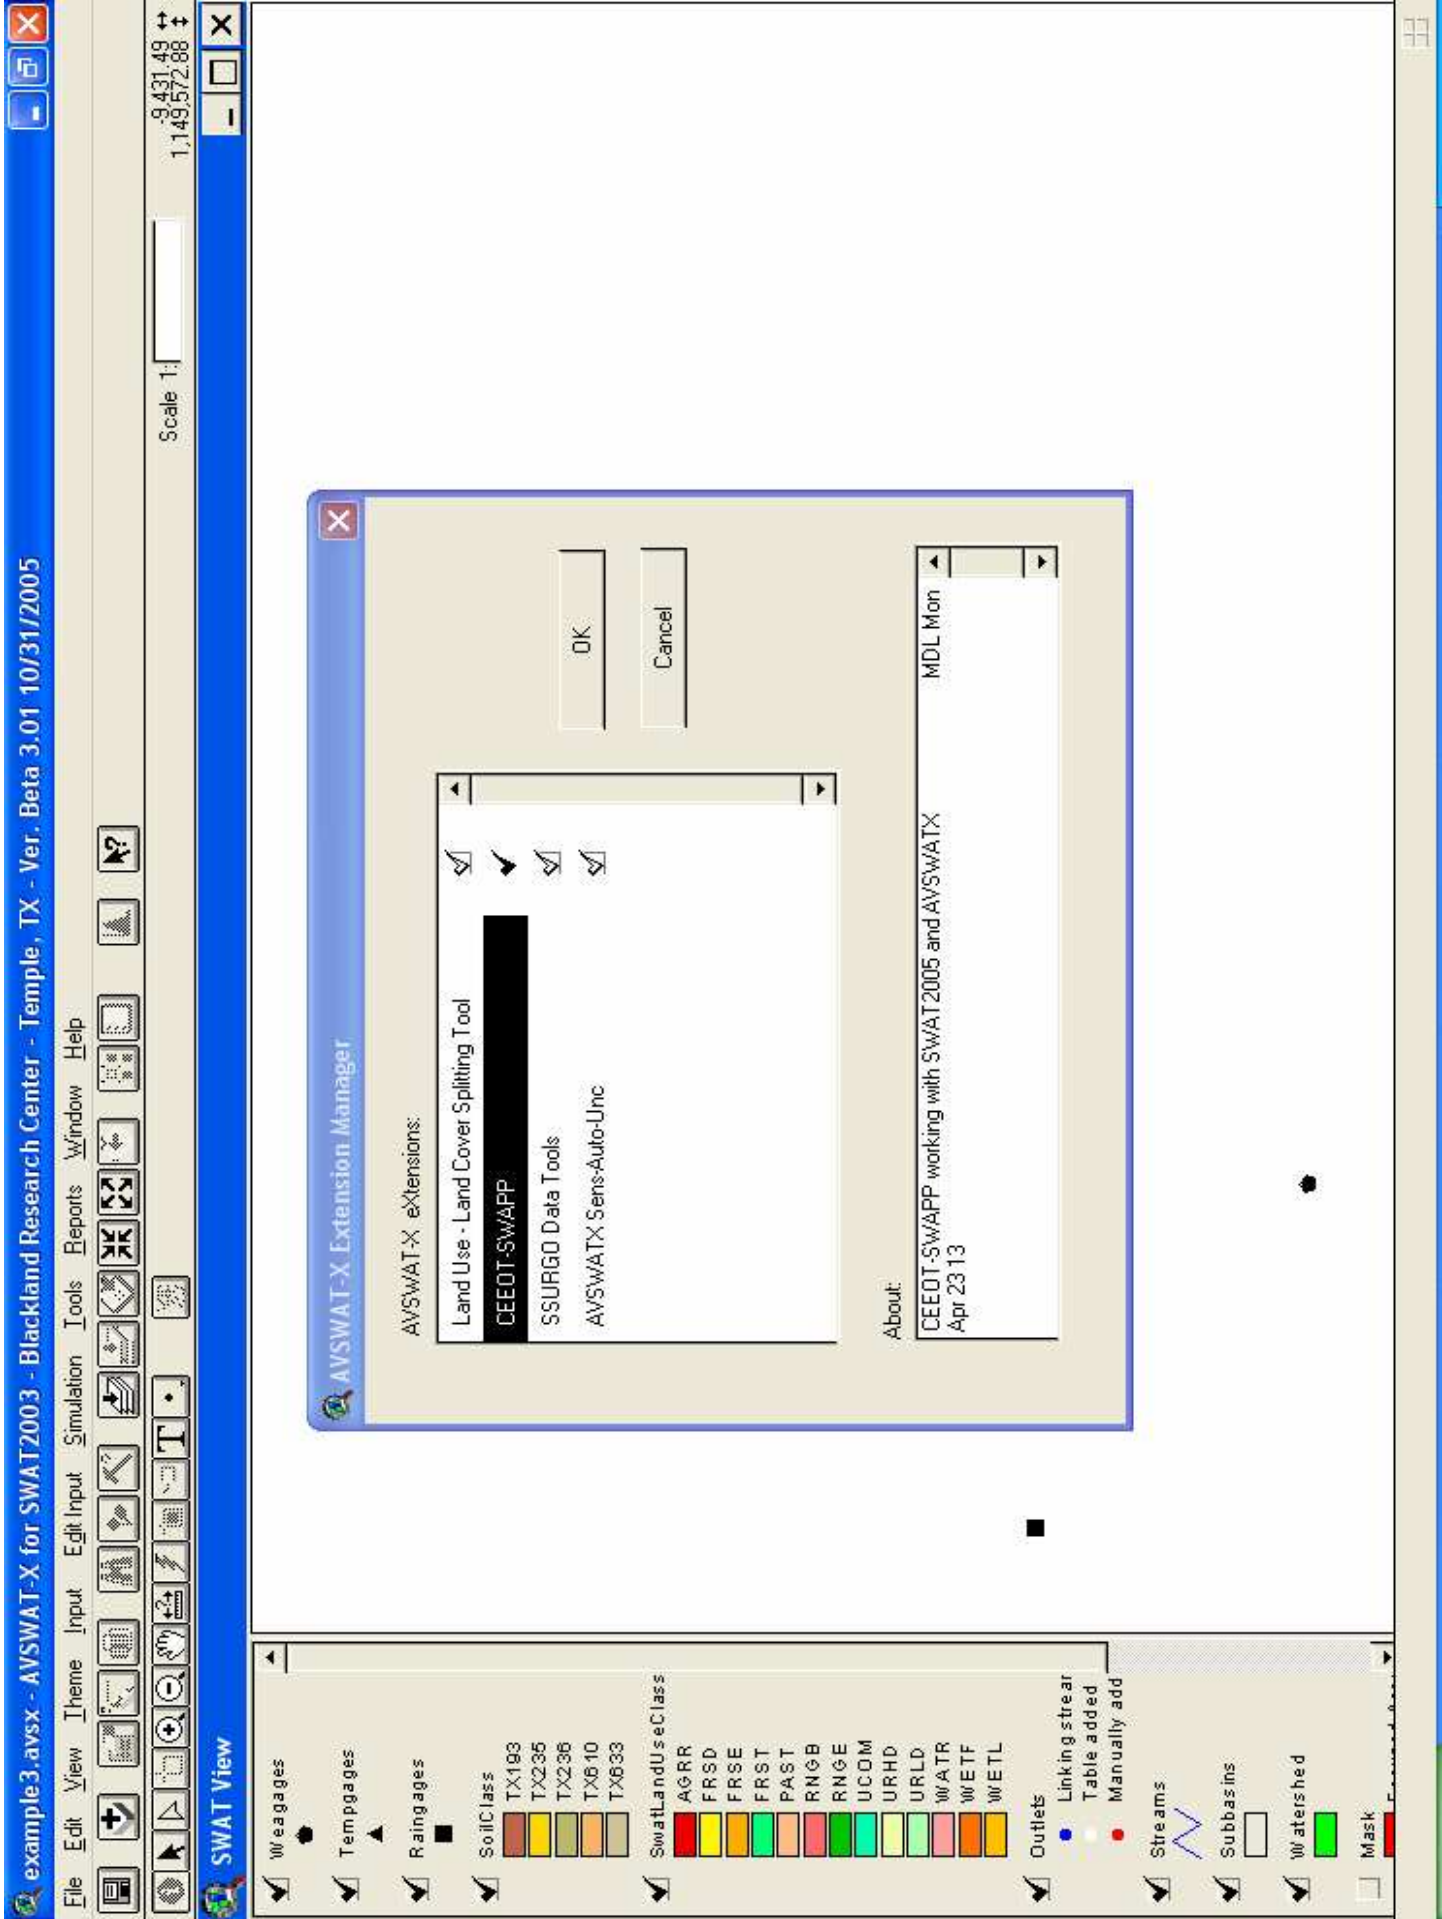 example3.avsx - AVSWAT-X for SWAT2003 - Blackland Research Center - Temple, TX - Ver. Beta 3.01 10/31/2005
File Edit View Theme Input Edit Input Simulation Tools Reports Window Help
T
Scale 1:
-9,431.49
1,149,572.88
SWAT View
Weagages
Tempgages
Raingages
SoilClass
TX193
TX235
TX236
TX610
TX633
SwatLandUseClass
AGRR
FRSD
FRSE
FRST
PAST
RNGB
RNGE
UCOM
URHD
URLD
WATR
WETF
WETL
Outlets
Linking strear
Table added
Manually add
Streams
Subbasins
Watershed
Mask
AVSWAT-X Extension Manager
AVSWAT-X eXtensions:
Land Use - Land Cover Splitting Tool
CEEOT-SWAPP
SSURGO Data Tools
AVSWATX Sens-Auto-Unc
OK
Cancel
About:
CEEOT-SWAPP working with SWAT2005 and AVSWATX MDL Mon
Apr 23 13